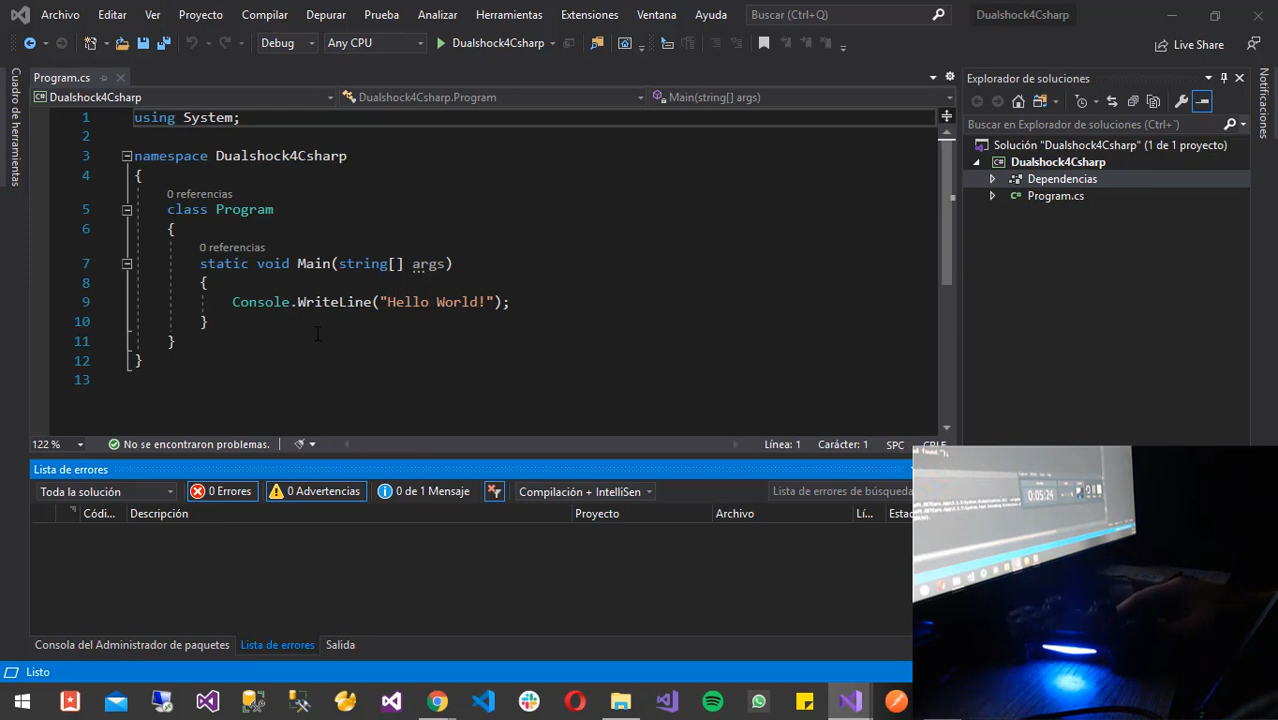 Archivo Editar Ver Proyecto Compilar Depurar Prueba Analizar Herramientas Extensiones Ventana Ayuda Buscar (Ctrl+Q) Dualshock4Csharp
Debug Any CPU Dualshock4Csharp Live Share
Cuadro de herramientas
Program.cs
Dualshock4Csharp Dualshock4Csharp.Program Main(string[] args)
1 using System;
2
3 namespace Dualshock4Csharp
4 {
0 referencias
5 class Program
6 {
0 referencias
7 static void Main(string[] args)
8 {
9 Console.WriteLine("Hello World!");
10 }
11 }
12 }
13
122 % No se encontraron problemas. Línea: 1 Carácter: 1 SPC CRLF
Explorador de soluciones
Buscar en Explorador de soluciones (Ctrl+¨)
Solución "Dualshock4Csharp" (1 de 1 proyecto)
Dualshock4Csharp
Dependencias
Program.cs
Notificaciones
Lista de errores
Toda la solución 0 Errores 0 Advertencias 0 de 1 Mensaje Compilación + IntelliSen Lista de errores de búsqueda
Códi... Descripción Proyecto Archivo Lí... Estad
Consola del Administrador de paquetes Lista de errores Salida
Listo
found.");
0:05:24